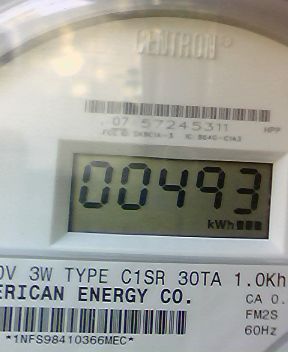 CENTRON®
07 57245311
HPP
00493
kWh
0V 3W TYPE C1SR 30TA 1.0Kh
ERICAN ENERGY CO.
CA 0.
FM2S
60Hz
*1NFS98410366MEC*